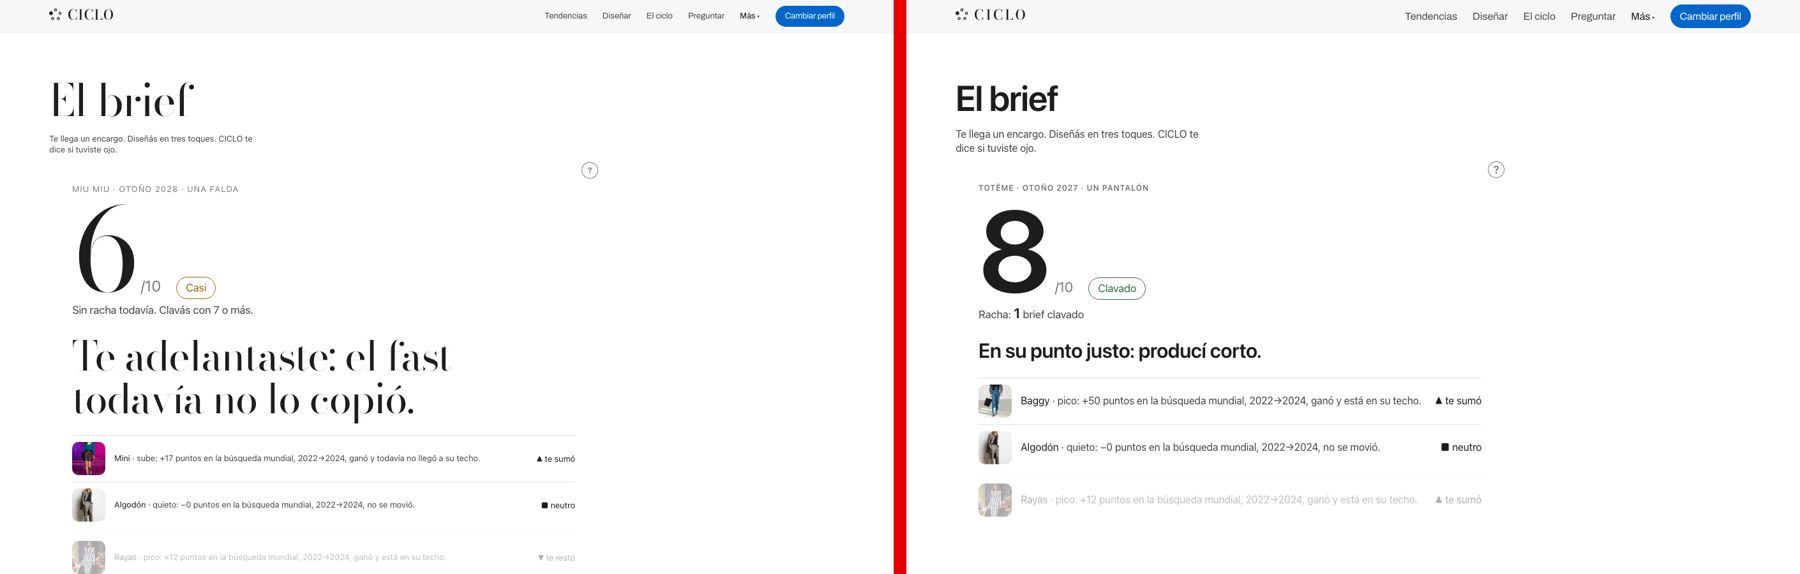 CICLO
Tendencias Diseñar El ciclo Preguntar Más Cambiar perfil
El brief
Te llega un encargo. Diseñás en tres toques. CICLO te
dice si tuviste ojo.
?
MIU MIU · OTOÑO 2028 · UNA FALDA
6 /10 Casi
Sin racha todavía. Clavás con 7 o más.
Te adelantaste: el fast
todavía no lo copió.
Mini · sube: +17 puntos en la búsqueda mundial, 2022→2024, ganó y todavía no llegó a su techo. ▲ te sumó
Algodón · quieto: −0 puntos en la búsqueda mundial, 2022→2024, no se movió. ■ neutro
Rayas · pico: +12 puntos en la búsqueda mundial, 2022→2024, ganó y está en su techo. ▼ te restó
CICLO
Tendencias Diseñar El ciclo Preguntar Más Cambiar perfil
El brief
Te llega un encargo. Diseñás en tres toques. CICLO te
dice si tuviste ojo.
?
TOTÊME · OTOÑO 2027 · UN PANTALÓN
8 /10 Clavado
Racha: 1 brief clavado
En su punto justo: producí corto.
Baggy · pico: +50 puntos en la búsqueda mundial, 2022→2024, ganó y está en su techo. ▲ te sumó
Algodón · quieto: −0 puntos en la búsqueda mundial, 2022→2024, no se movió. ■ neutro
Rayas · pico: +12 puntos en la búsqueda mundial, 2022→2024, ganó y está en su techo. ▲ te sumó